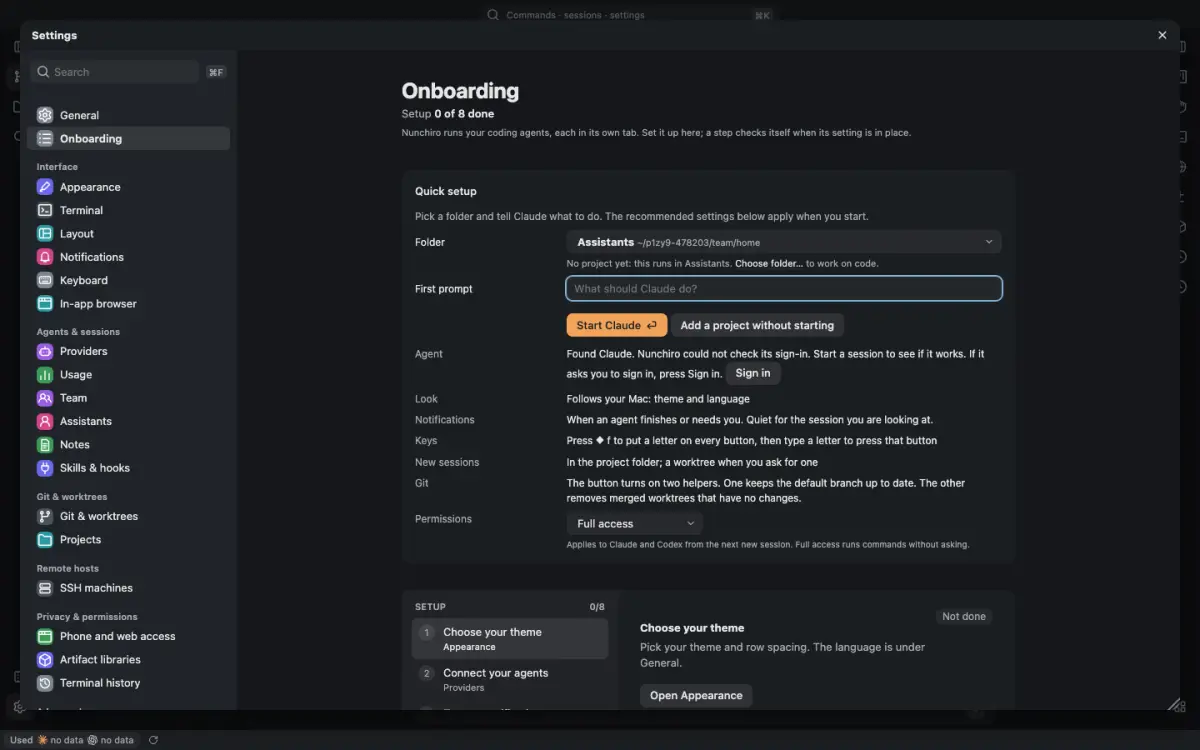 Commands · sessions · settings ⌘K
Settings
Search ⌘F
General
Onboarding
Interface
Appearance
Terminal
Layout
Notifications
Keyboard
In-app browser
Agents & sessions
Providers
Usage
Team
Assistants
Notes
Skills & hooks
Git & worktrees
Git & worktrees
Projects
Remote hosts
SSH machines
Privacy & permissions
Phone and web access
Artifact libraries
Terminal history
Onboarding
Setup 0 of 8 done
Nunchiro runs your coding agents, each in its own tab. Set it up here; a step checks itself when its setting is in place.
Quick setup
Pick a folder and tell Claude what to do. The recommended settings below apply when you start.
Folder
Assistants ~/p1zy9-478203/team/home
No project yet: this runs in Assistants. Choose folder... to work on code.
First prompt
What should Claude do?
Start Claude ⏎
Add a project without starting
Agent
Found Claude. Nunchiro could not check its sign-in. Start a session to see if it works. If it
asks you to sign in, press Sign in. Sign in
Look
Follows your Mac: theme and language
Notifications
When an agent finishes or needs you. Quiet for the session you are looking at.
Keys
Press ◆ f to put a letter on every button, then type a letter to press that button
New sessions
In the project folder; a worktree when you ask for one
Git
The button turns on two helpers. One keeps the default branch up to date. The other
removes merged worktrees that have no changes.
Permissions
Full access
Applies to Claude and Codex from the next new session. Full access runs commands without asking.
SETUP 0/8
1 Choose your theme
Appearance
2 Connect your agents
Providers
Not done
Choose your theme
Pick your theme and row spacing. The language is under
General.
Open Appearance
Used no data no data